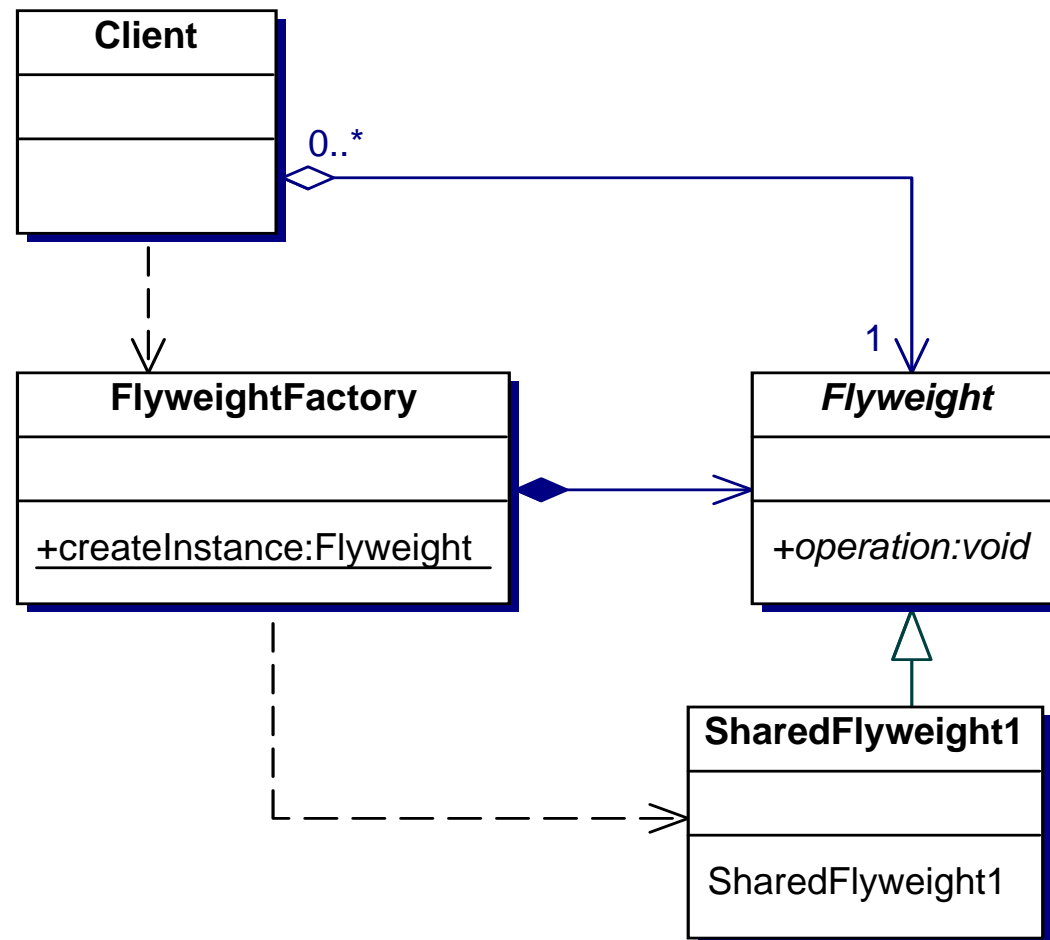 Client
0..*
1
FlyweightFactory
Flyweight
+createInstance:Flyweight
+operation:void
SharedFlyweight1
SharedFlyweight1